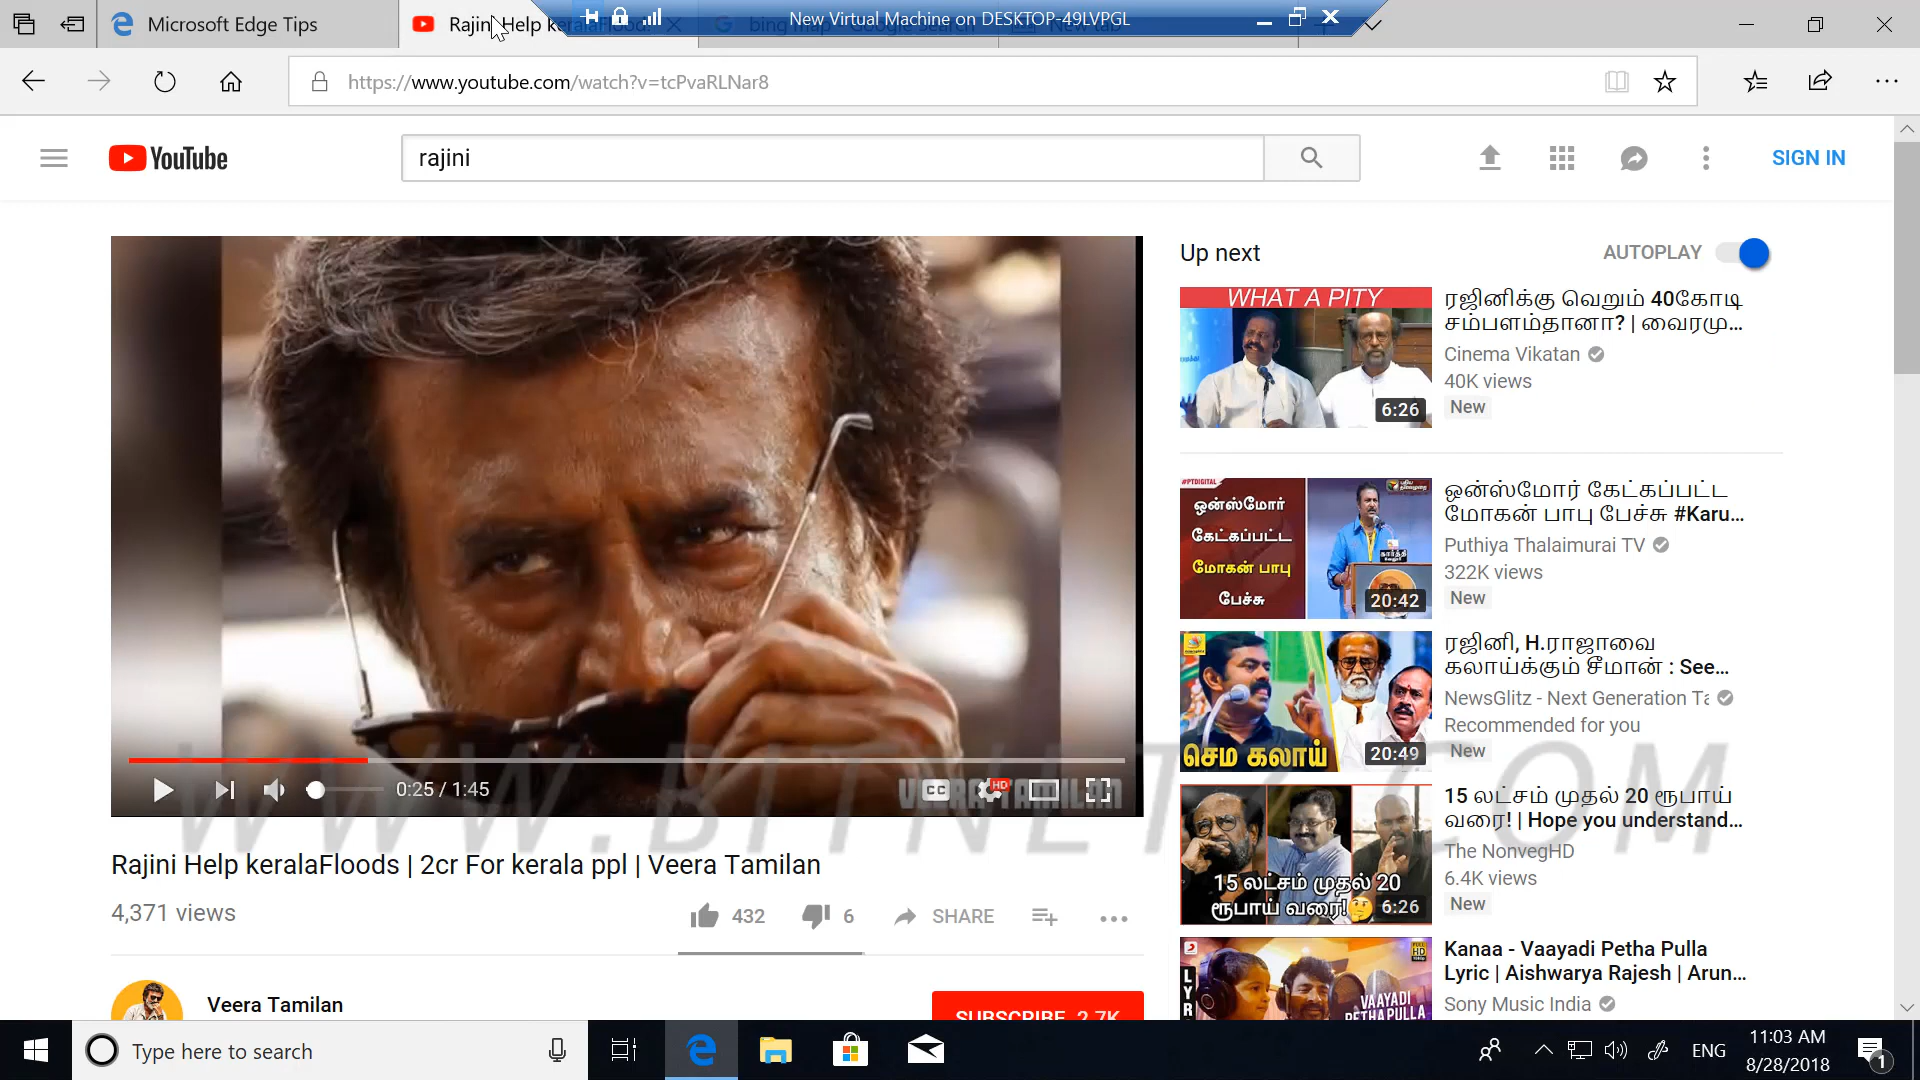 Microsoft Edge Tips
Rajini Help
New Virtual Machine on DESKTOP-49LVPGL
https://www.youtube.com/watch?v=tcPvaRLNar8
YouTube
rajini
SIGN IN
Up next
AUTOPLAY
WHAT A PITY
6:26
ரஜினிக்கு வெறும் 40கோடி
சம்பளம்தானா? | வைரமு...
Cinema Vikatan
40K views
New
#PTDIGITAL
ஒன்ஸ்மோர்
கேட்கப்பட்ட
மோகன் பாபு
பேச்சு
20:42
ஒன்ஸ்மோர் கேட்கப்பட்ட
மோகன் பாபு பேச்சு #Karu...
Puthiya Thalaimurai TV
322K views
New
செம கலாய்
20:49
ரஜினி, H.ராஜாவை
கலாய்க்கும் சீமான் : See...
NewsGlitz - Next Generation Ta
Recommended for you
New
15 லட்சம் முதல் 20
ரூபாய் வரை!
6:26
15 லட்சம் முதல் 20 ரூபாய்
வரை! | Hope you understand...
The NonvegHD
6.4K views
New
VAAYADI
PETHA PULLA
Kanaa - Vaayadi Petha Pulla
Lyric | Aishwarya Rajesh | Arun...
Sony Music India
0:25 / 1:45
CC
HD
Rajini Help keralaFloods | 2cr For kerala ppl | Veera Tamilan
4,371 views
432
6
SHARE
Veera Tamilan
SUBSCRIBE 2.7K
Type here to search
ENG
11:03 AM
8/28/2018
1